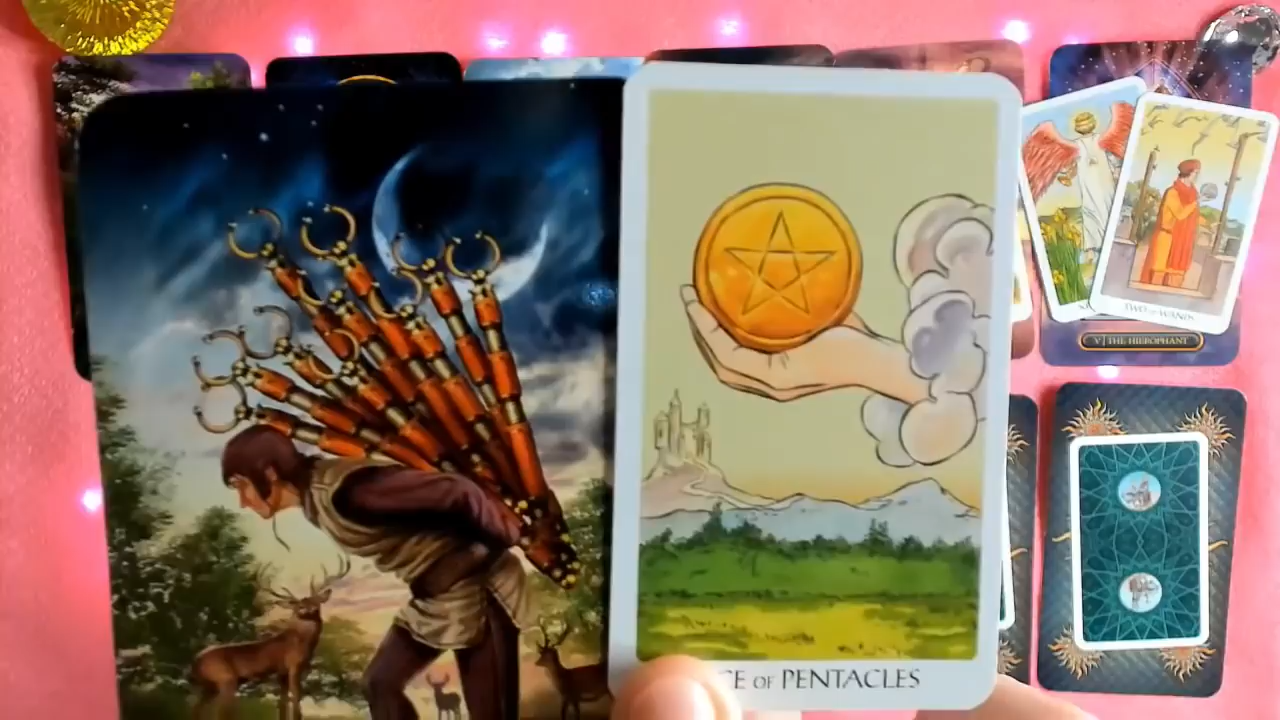 CE OF PENTACLES
TWO OF WANDS
V | THE HIEROPHANT